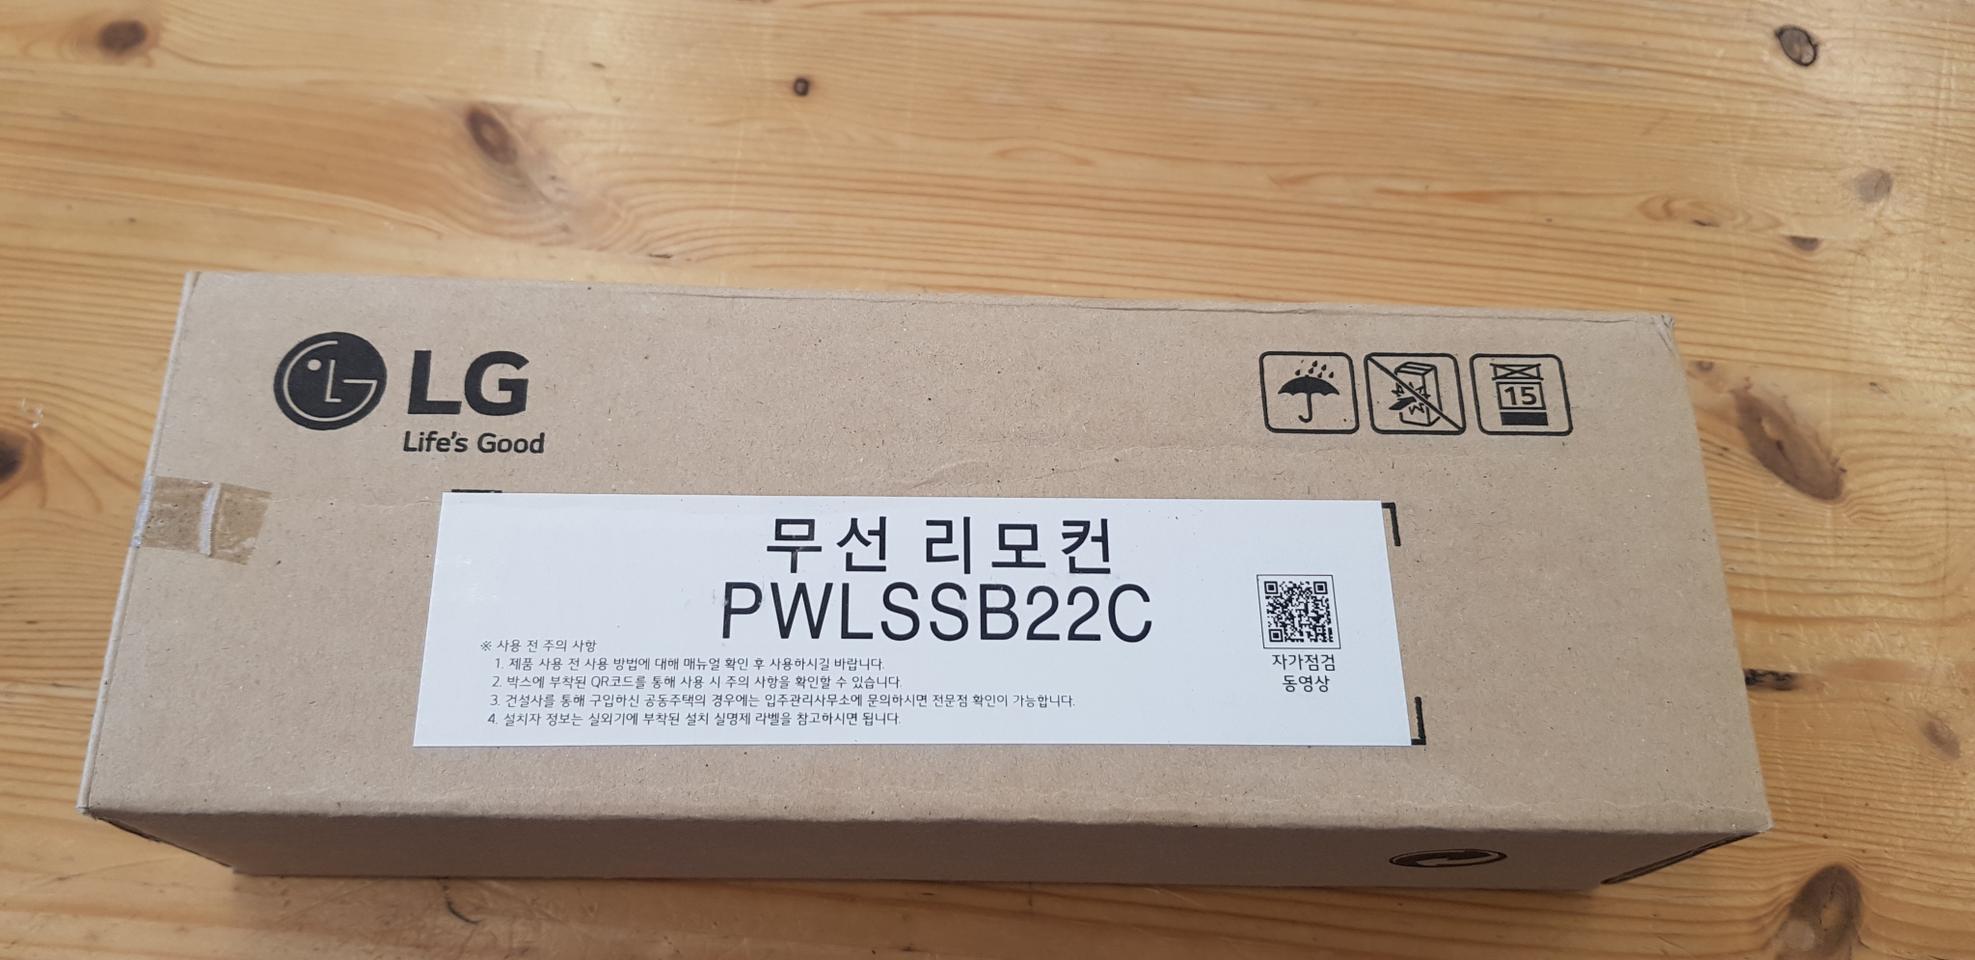 LG
Life's Good
15
무선 리모컨
PWLSSB22C
※ 사용 전 주의 사항
1. 제품 사용 전 사용 방법에 대해 매뉴얼 확인 후 사용하시길 바랍니다.
2. 박스에 부착된 QR코드를 통해 사용 시 주의 사항을 확인할 수 있습니다.
3. 건설사를 통해 구입하신 공동주택의 경우에는 입주관리사무소에 문의하시면 전문점 확인이 가능합니다.
4. 설치자 정보는 실외기에 부착된 설치 실명제 라벨을 참고하시면 됩니다.
자가점검
동영상